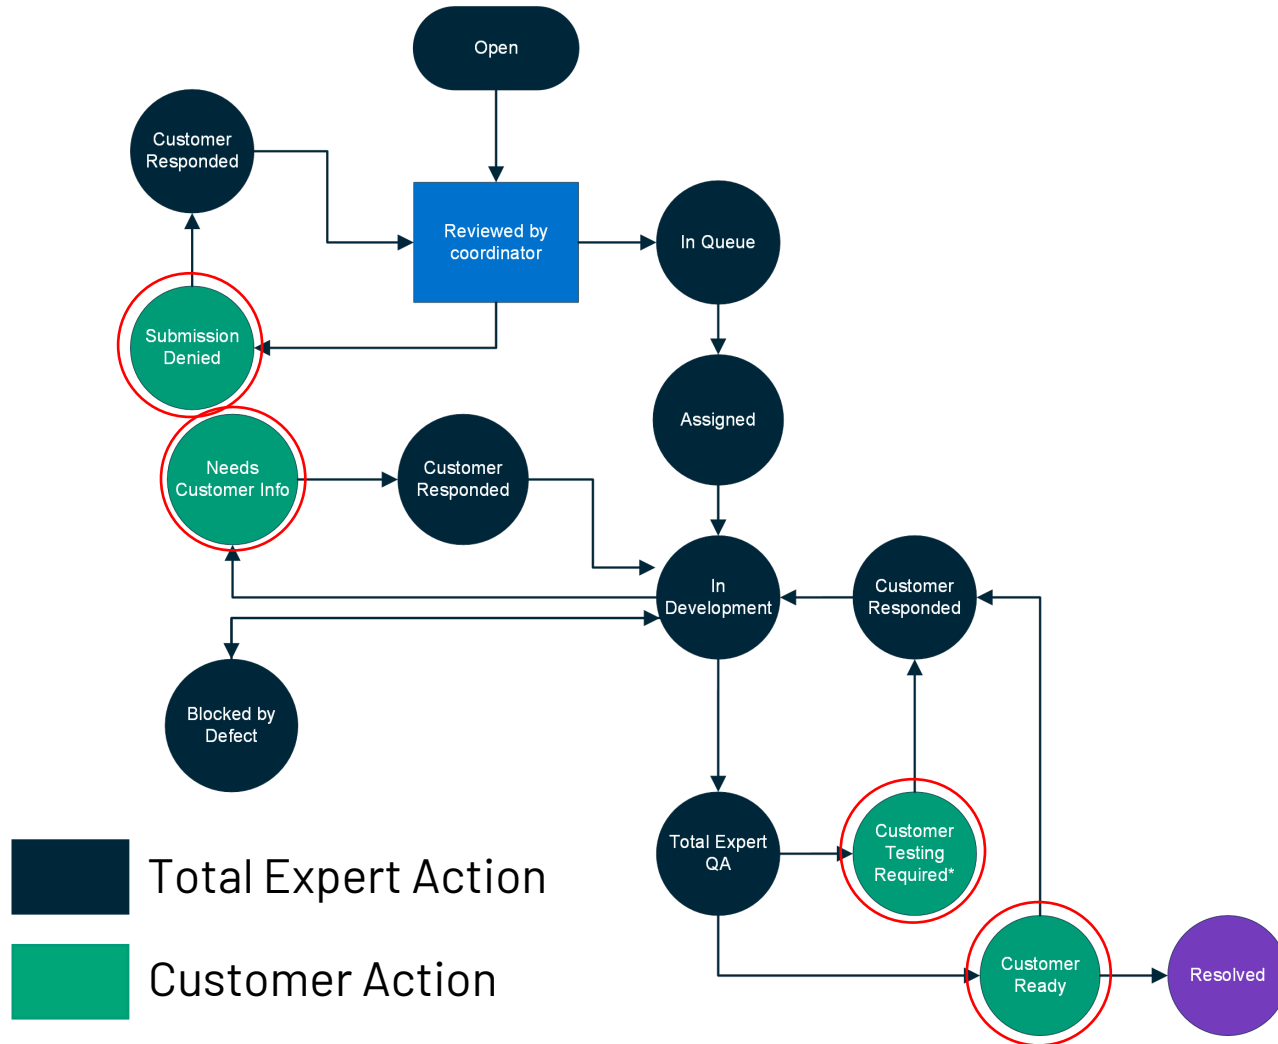 Open
Customer
Responded
Reviewed by
coordinator
In Queue
Submission
Denied
Assigned
Needs
Customer Info
Customer
Responded
In
Development
Customer
Responded
Blocked by
Defect
Total Expert
QA
Customer
Testing
Required*
Total Expert Action
Customer Action
Customer
Ready
Resolved